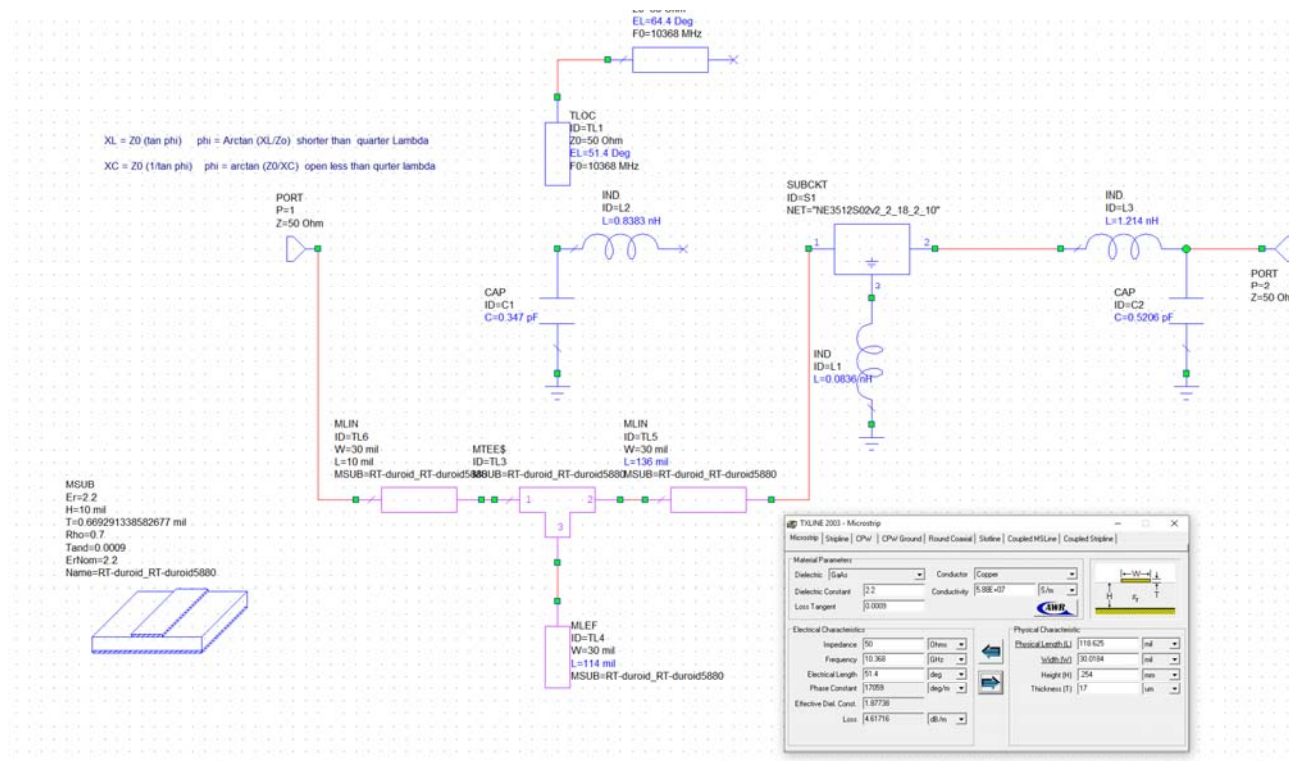 EL=64.4 Deg
F0=10368 MHz
TLOC
ID=TL1
Z0=50 Ohm
EL=51.4 Deg
F0=10368 MHz
XL = Z0 (tan phi) phi = Arctan (XL/Zo) shorter than quarter Lambda
XC = Z0 (1/tan phi) phi = arctan (Z0/XC) open less than qurter lambda
PORT
P=1
Z=50 Ohm
IND
ID=L2
L=0.8383 nH
CAP
ID=C1
C=0.347 pF
SUBCKT
ID=S1
NET="NE3512S02v2_2_18_2_10"
1
2
3
IND
ID=L3
L=1.214 nH
CAP
ID=C2
C=0.5206 pF
PORT
P=2
IND
ID=L1
L=0.0836 nH
MLIN
ID=TL6
W=30 mil
L=10 mil
MSUB=RT-duroid_RT-duroid5880
MTEE$
ID=TL3
MSUB=RT-duroid_RT-duroid5880
MLIN
ID=TL5
W=30 mil
L=136 mil
MSUB=RT-duroid_RT-duroid5880
1
2
3
MLEF
ID=TL4
W=30 mil
L=114 mil
MSUB=RT-duroid_RT-duroid5880
MSUB
Er=2.2
H=10 mil
T=0.669291338582677 mil
Rho=0.7
Tand=0.0009
ErNom=2.2
Name=RT-duroid_RT-duroid5880
TXLINE 2003 - Microstrip
Microstrip Stripline CPW CPW Ground Round Coaxial Slotline Coupled MSLine Coupled Stripline
Material Parameters
Dielectric GaAs Conductor Copper
Dielectric Constant 2.2 Conductivity 5.88E+07 S/m
Loss Tangent 0.0009 AWR
W
H
εr
T
Electrical Characteristics
Impedance 50 Ohms
Frequency 10.368 GHz
Electrical Length 51.4 deg
Phase Constant 17059 deg/m
Effective Diel. Const. 1.87738
Loss 4.61716 dB/m
Physical Characteristic
Physical Length (L) 118.625 mil
Width (W) 30.0184 mil
Height (H) .254 mm
Thickness (T) 17 um